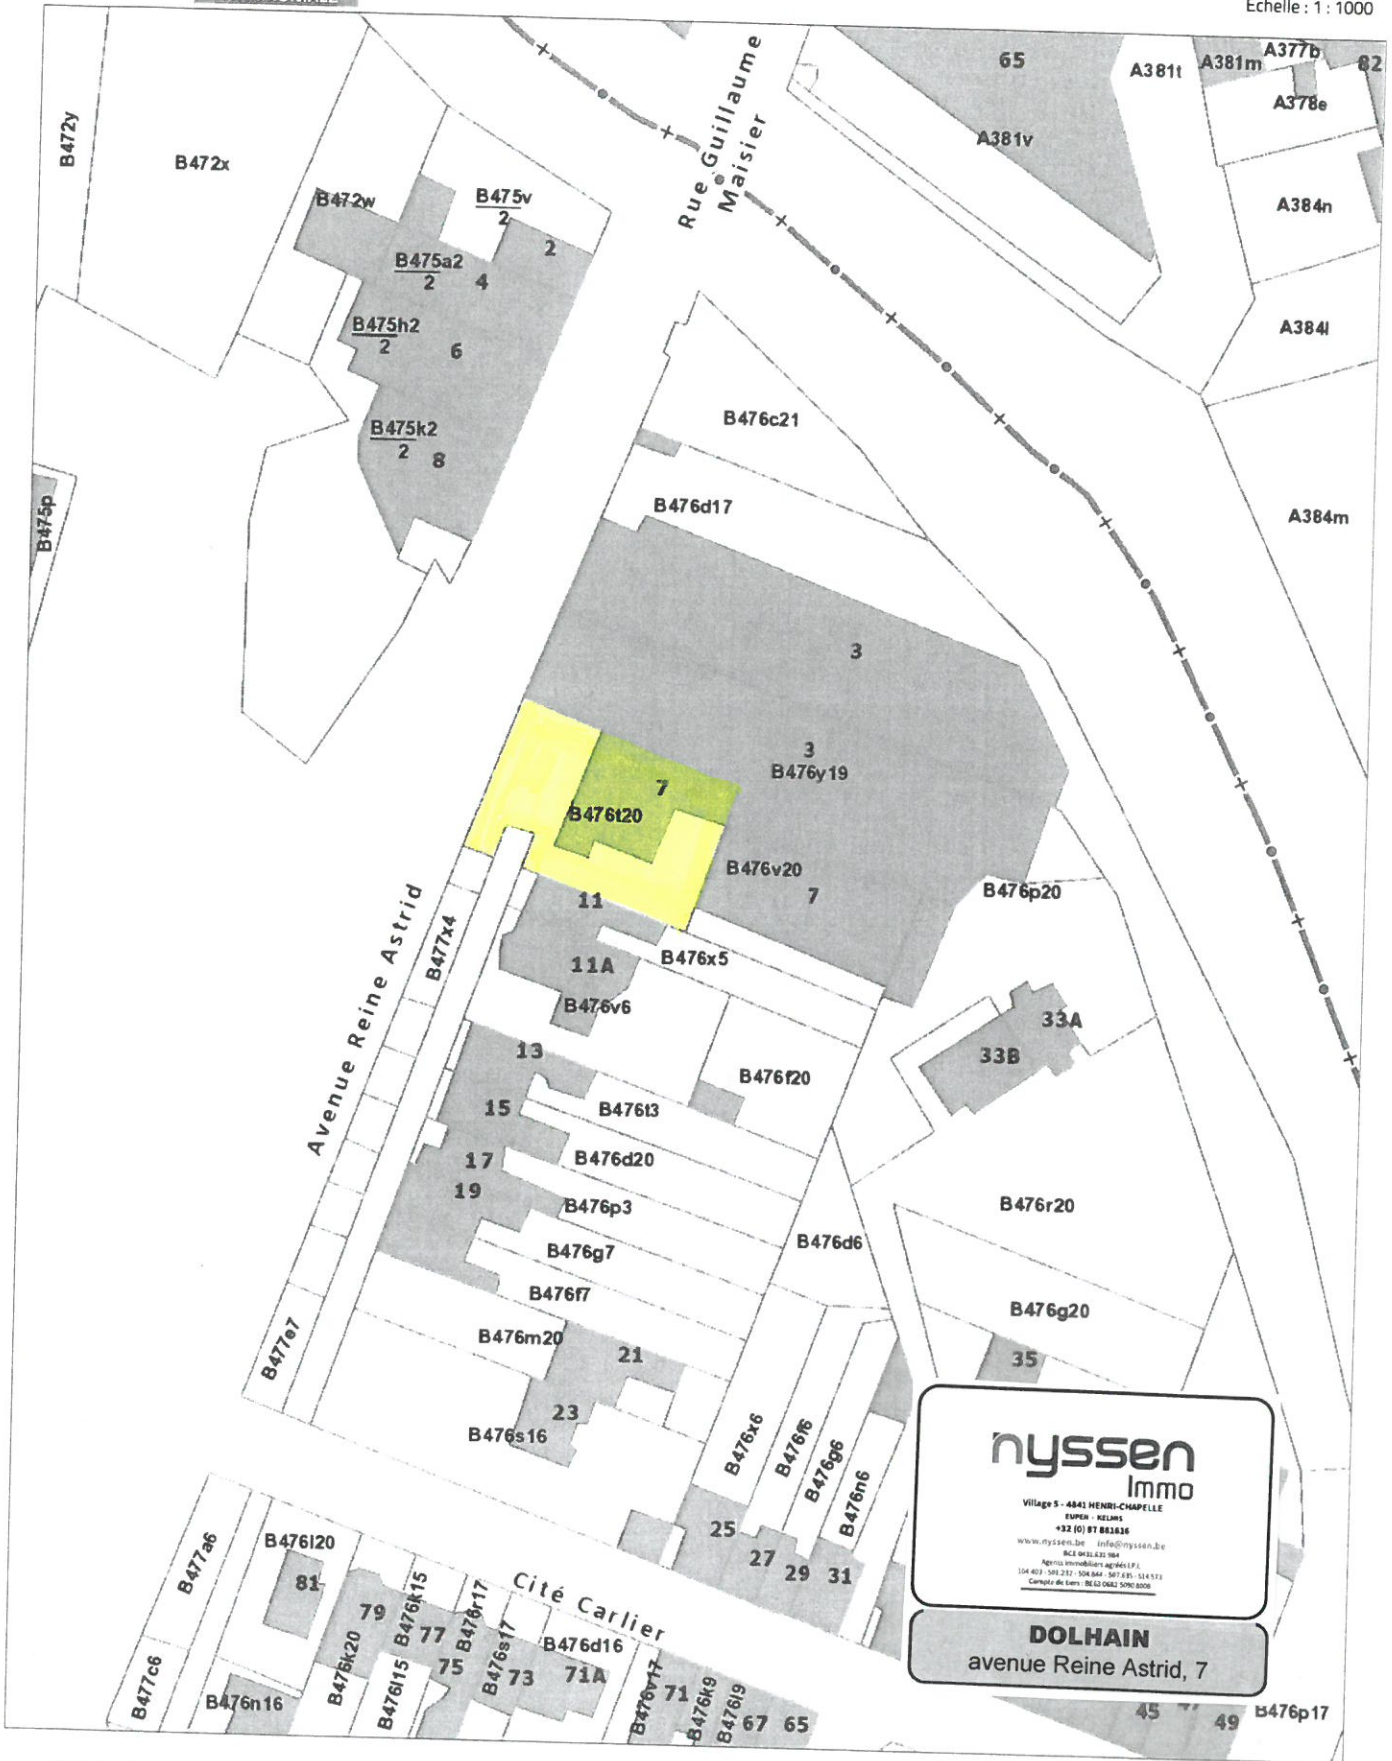 Echelle : 1 : 1000
B472y
B472x
B472w
B475v
2
2
B475a2
2
4
B475h2
2
6
B475k2
2
8
B475p
Rue Guillaume
Maisier
65
A381v
A381t
A381m
A377b
82
A378e
A384n
A384l
A384m
B476c21
B476d17
3
3
B476y19
7
B476t20
B476v20
7
B476p20
11
B476x5
11A
B476v6
Avenue Reine Astrid
B477x4
33A
33B
13
B476f20
15
B476t3
17
B476d20
19
B476p3
B476r20
B476g7
B476d6
B476f7
B476g20
B477e7
B476m20
21
35
23
B476s16
B476x6
B476f6
B476g6
B476n6
25
27
29
31
nyssen
Immo
Village 5 - 4841 HENRI-CHAPELLE
EUPEN - KELMIS
+32 (0) 87 881616
www.nyssen.be info@nyssen.be
Agents immobiliers agréés I.P.I.
DOLHAIN
avenue Reine Astrid, 7
B477a6
B476l20
81
Cité Carlier
79
B476k15
77
B476r17
B476s17
B476d16
B476k20
75
73
71A
B477c6
B476n16
B476l15
B476v17
71
B476k9
B476l9
67
65
45
49
B476p17